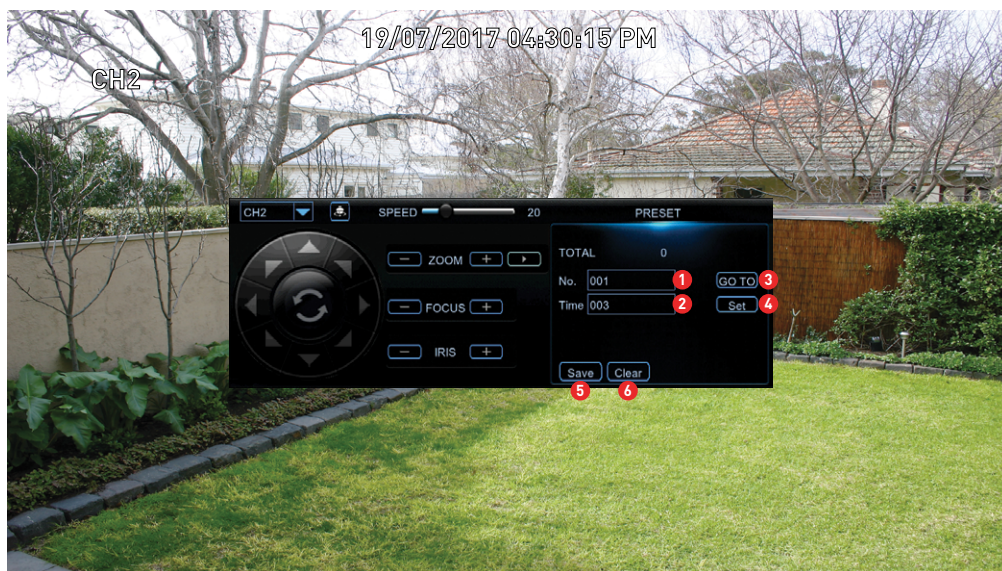 19/07/2017 04:30:15 PM
CH2
CH2 SPEED 20 PRESET
TOTAL 0
ZOOM
No. 001 1 GO TO 3
FOCUS Time 003 2 Set 4
IRIS
Save Clear
5 6